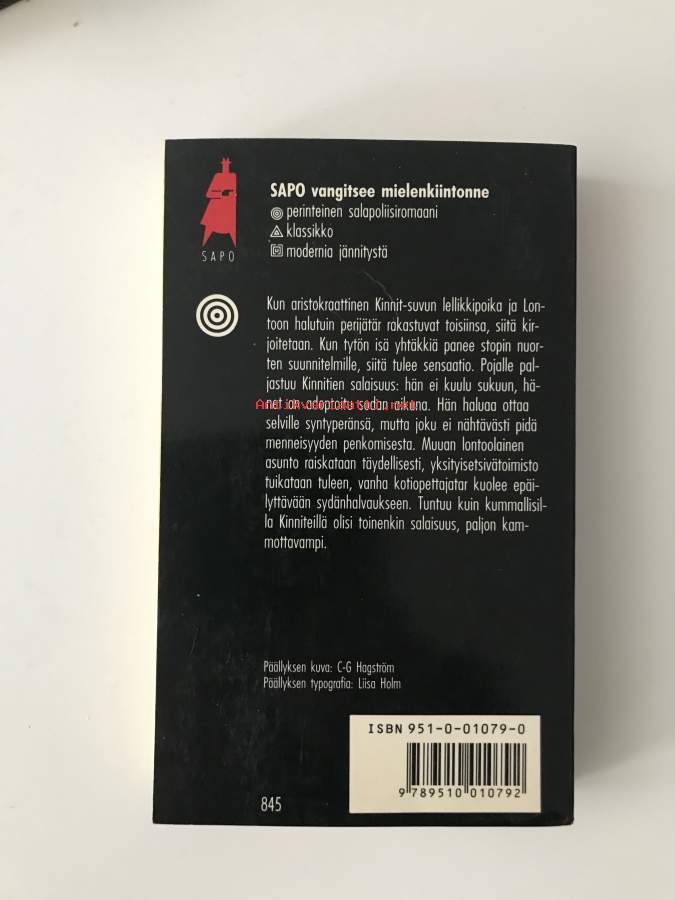 SAPO vangitsee mielenkiintonne
perinteinen salapoliisiromaani
klassikko
modernia jännitystä
SAPO
Kun aristokraattinen Kinnit-suvun lellikkipoika ja Lon-
toon halutuin perijätär rakastuvat toisiinsa, siitä kir-
joitetaan. Kun tytön isä yhtäkkiä panee stopin nuor-
ten suunnitelmille, siitä tulee sensaatio. Pojalle pal-
jastuu Kinnitien salaisuus: hän ei kuulu sukuun, hä-
net on adoptoitu sodan aikana. Hän haluaa ottaa
selville syntyperänsä, mutta joku ei nähtävästi pidä
menneisyyden penkomisesta. Muuan lontoolainen
asunto raiskataan täydellisesti, yksityisetsivätoimisto
tuikataan tuleen, vanha kotiopettajatar kuolee epäi-
lyttävään sydänhalvaukseen. Tuntuu kuin kummallisil-
la Kinniteillä olisi toinenkin salaisuus, paljon kam-
mottavampi.
Päällyksen kuva: C-G Hagström
Päällyksen typografia: Liisa Holm
ISBN 951-0-01079-0
9 789510 010792
845